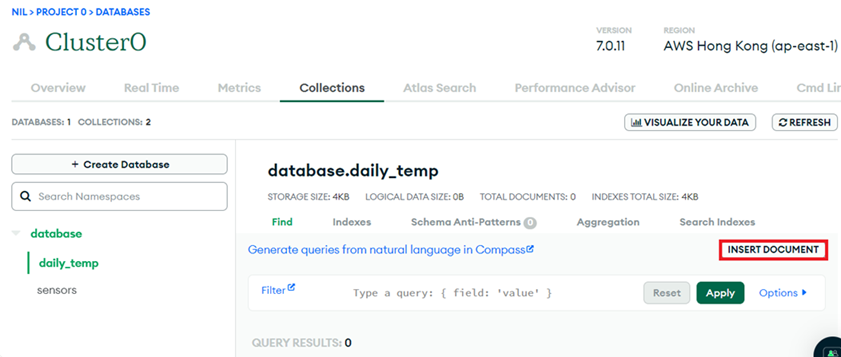 NIL > PROJECT 0 > DATABASES
Cluster0
VERSION
7.0.11
REGION
AWS Hong Kong (ap-east-1)
Overview Real Time Metrics Collections Atlas Search Performance Advisor Online Archive Cmd Lin
DATABASES: 1 COLLECTIONS: 2
VISUALIZE YOUR DATA
REFRESH
+ Create Database
Search Namespaces
database
daily_temp
sensors
database.daily_temp
STORAGE SIZE: 4KB LOGICAL DATA SIZE: 0B TOTAL DOCUMENTS: 0 INDEXES TOTAL SIZE: 4KB
Find Indexes Schema Anti-Patterns 0 Aggregation Search Indexes
Generate queries from natural language in Compass
INSERT DOCUMENT
Filter Type a query: { field: 'value' } Reset Apply Options
QUERY RESULTS: 0